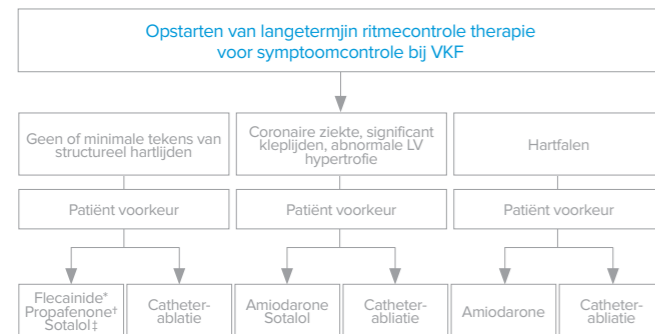 Opstarten van langetermjin ritmecontrole therapie
voor symptoomcontrole bij VKF
Geen of minimale tekens van
structureel hartlijden
Coronaire ziekte, significant
kleplijden, abnormale LV
hypertrofie
Hartfalen
Patiënt voorkeur
Patiënt voorkeur
Patiënt voorkeur
Flecainide*
Propafenone†
Sotalol‡
Catheter-
ablatie
Amiodarone
Sotalol
Catheter-
abliatie
Amiodarone
Catheter-
abliatie